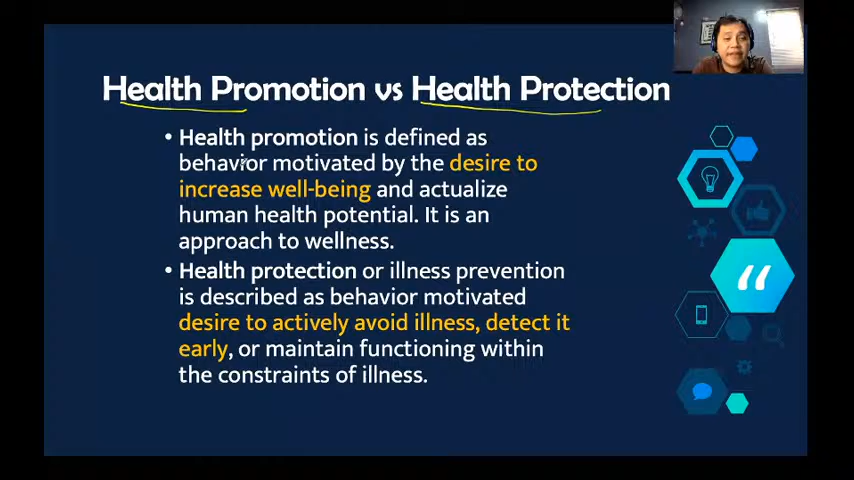 Health Promotion vs Health Protection
• Health promotion is defined as
behavior motivated by the desire to
increase well-being and actualize
human health potential. It is an
approach to wellness.
• Health protection or illness prevention
is described as behavior motivated
desire to actively avoid illness, detect it
early, or maintain functioning within
the constraints of illness.